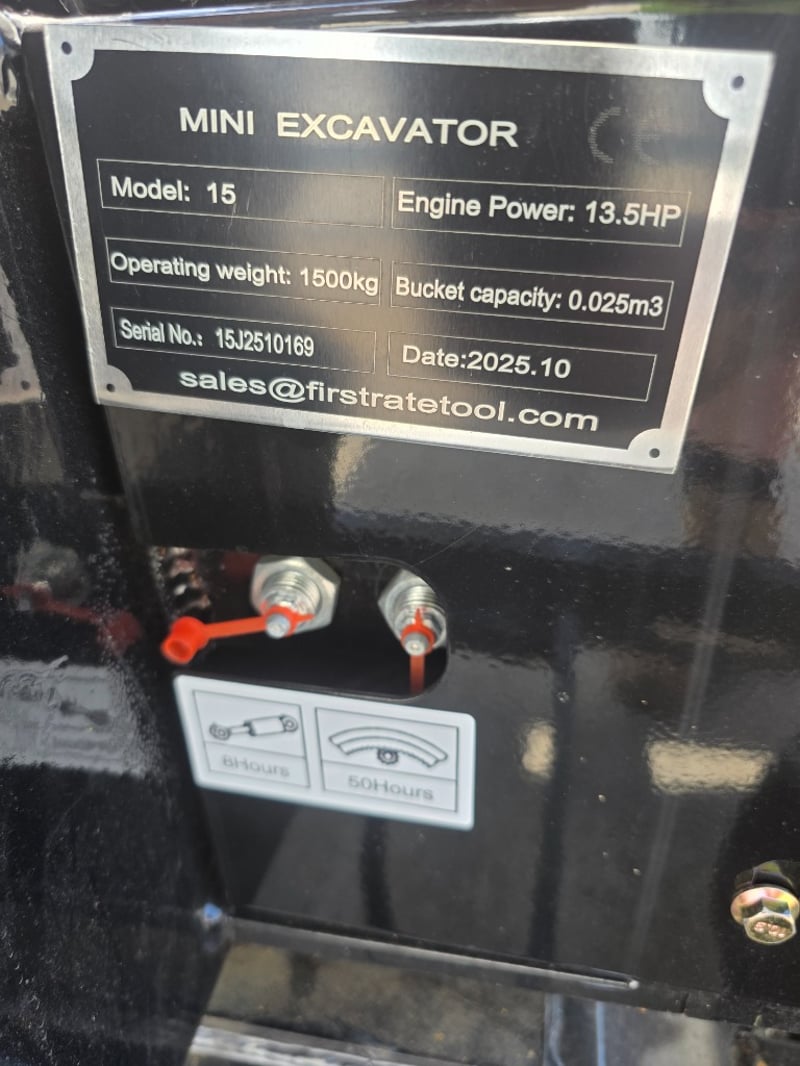 MINI EXCAVATOR CE
Model: 15
Engine Power: 13.5HP
Operating weight: 1500kg
Bucket capacity: 0.025m3
Serial No.: 15J2510169
Date:2025.10
sales@firstratetool.com
8Hours
50Hours